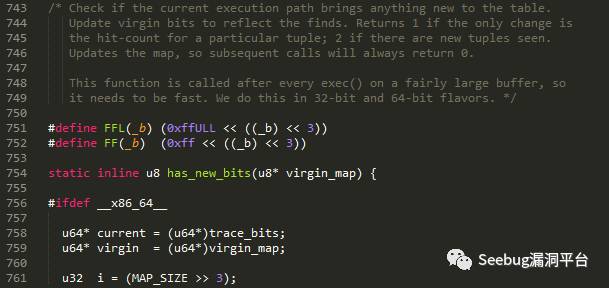 743 /* Check if the current execution path brings anything new to the table.
744 Update virgin bits to reflect the finds. Returns 1 if the only change is
745 the hit-count for a particular tuple; 2 if there are new tuples seen.
746 Updates the map, so subsequent calls will always return 0.
747
748 This function is called after every exec() on a fairly large buffer, so
749 it needs to be fast. We do this in 32-bit and 64-bit flavors. */
750
751 #define FFL(_b) (0xffULL << ((_b) << 3))
752 #define FF(_b)  (0xff << ((_b) << 3))
753
754 static inline u8 has_new_bits(u8* virgin_map) {
755
756 #ifdef __x86_64__
757
758 u64* current = (u64*)trace_bits;
759 u64* virgin  = (u64*)virgin_map;
760
761 u32  i = (MAP_SIZE >> 3);
Seebug漏洞平台